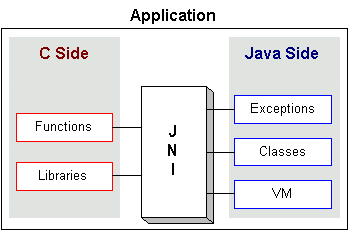 Application
C Side
Java Side
Functions
Libraries
J
N
I
Exceptions
Classes
VM